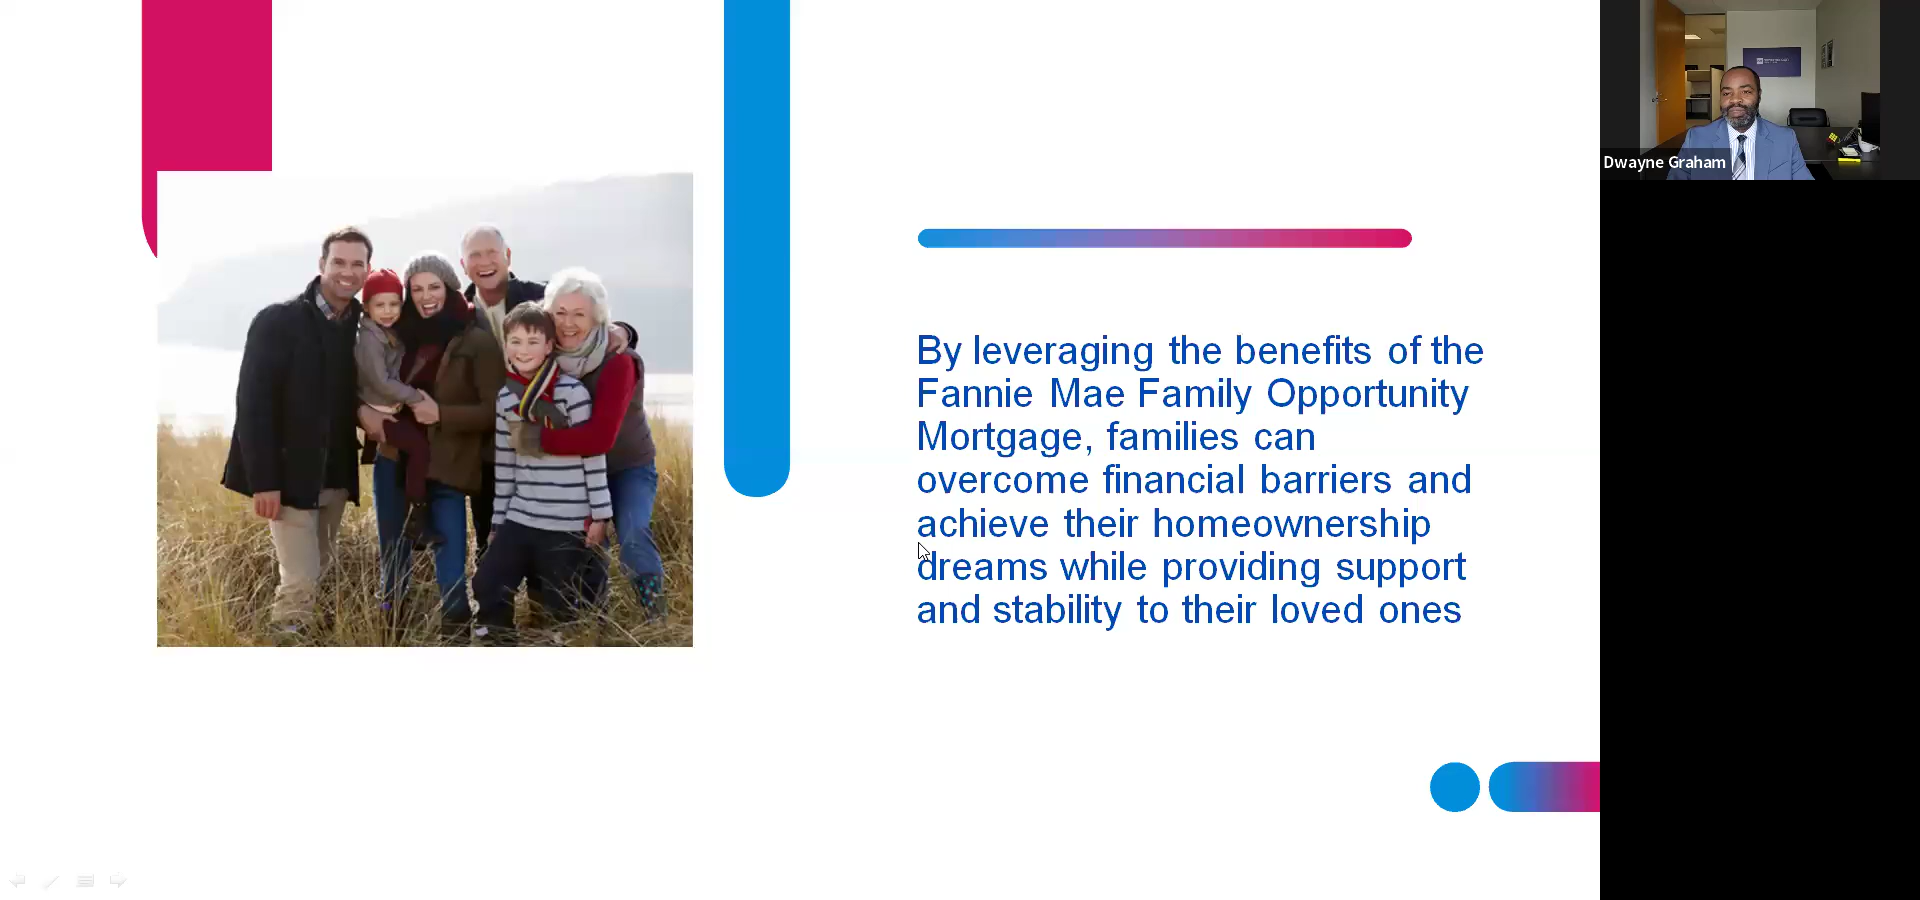 By leveraging the benefits of the
Fannie Mae Family Opportunity
Mortgage, families can
overcome financial barriers and
achieve their homeownership
dreams while providing support
and stability to their loved ones
Dwayne Graham